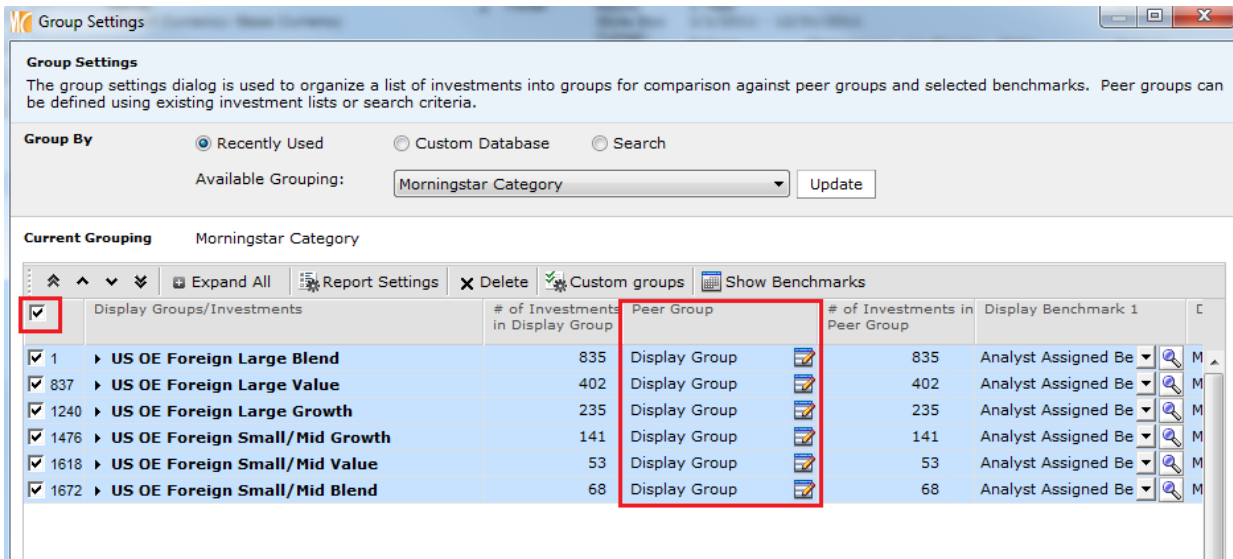 Group Settings
Group Settings
The group settings dialog is used to organize a list of investments into groups for comparison against peer groups and selected benchmarks. Peer groups can
be defined using existing investment lists or search criteria.
Group By Recently Used Custom Database Search
Available Grouping: Morningstar Category Update
Current Grouping Morningstar Category
Expand All Report Settings Delete Custom groups Show Benchmarks
Display Groups/Investments # of Investments Peer Group # of Investments in Display Benchmark 1
in Display Group Peer Group
1 US OE Foreign Large Blend 835 Display Group 835 Analyst Assigned Be M
837 US OE Foreign Large Value 402 Display Group 402 Analyst Assigned Be M
1240 US OE Foreign Large Growth 235 Display Group 235 Analyst Assigned Be M
1476 US OE Foreign Small/Mid Growth 141 Display Group 141 Analyst Assigned Be M
1618 US OE Foreign Small/Mid Value 53 Display Group 53 Analyst Assigned Be M
1672 US OE Foreign Small/Mid Blend 68 Display Group 68 Analyst Assigned Be M